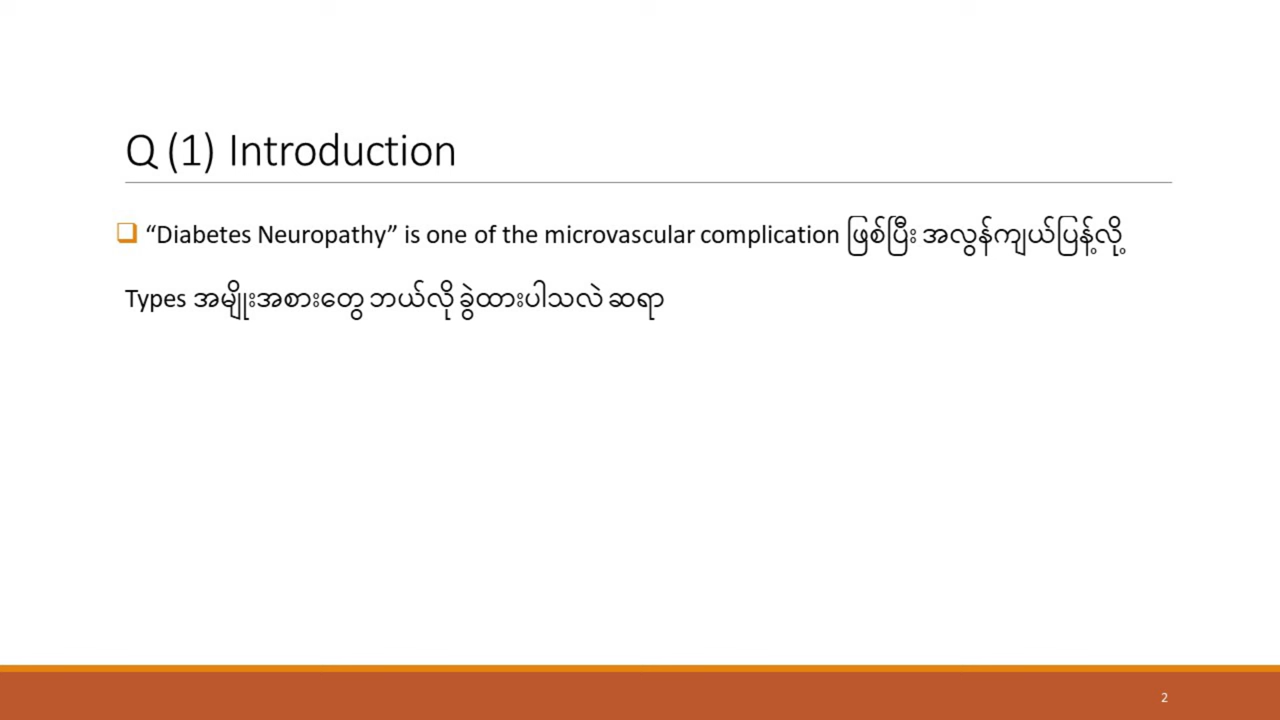 Q (1) Introduction
“Diabetes Neuropathy” is one of the microvascular complication ဖြစ်ပြီး အလွန်ကျယ်ပြန့်လို့
Types အမျိုးအစားတွေ ဘယ်လို ခွဲထားပါသလဲ ဆရာ
2